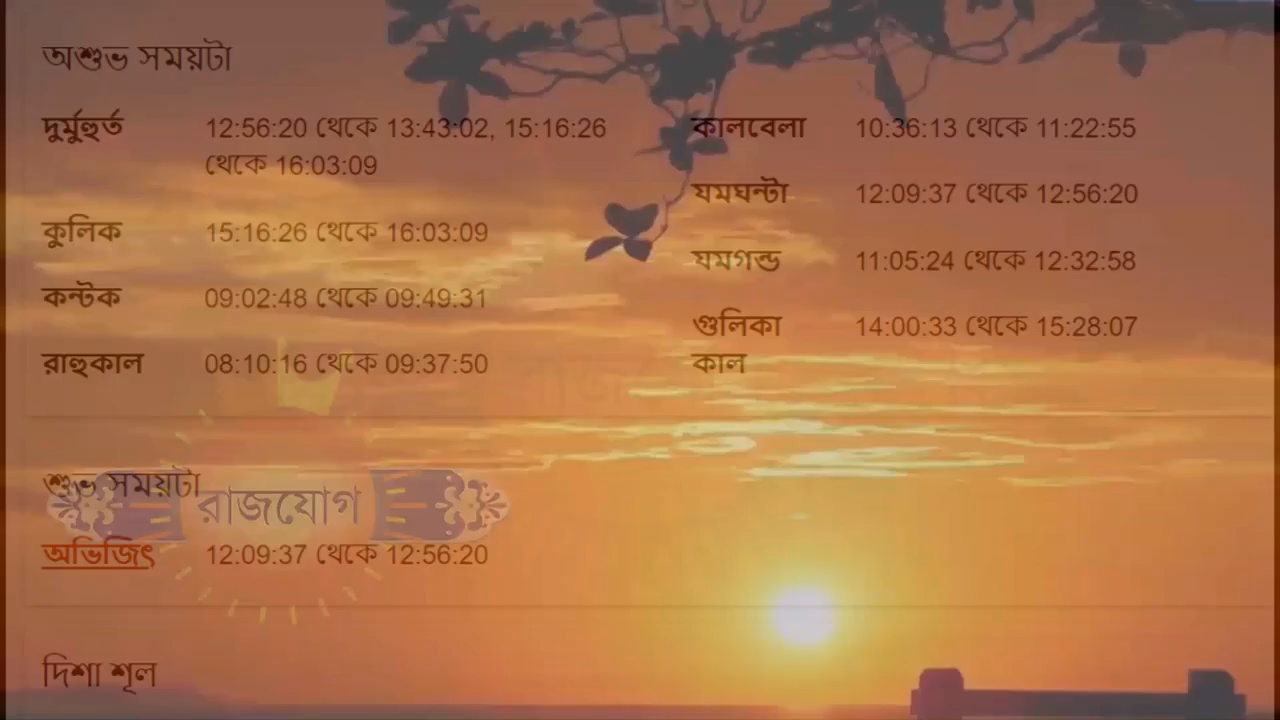 অশুভ সময়টা
দুর্মুহুর্ত 12:56:20 থেকে 13:43:02, 15:16:26
থেকে 16:03:09
কুলিক 15:16:26 থেকে 16:03:09
কন্টক 09:02:48 থেকে 09:49:31
রাহুকাল 08:10:16 থেকে 09:37:50
কালবেলা 10:36:13 থেকে 11:22:55
যমঘন্টা 12:09:37 থেকে 12:56:20
যমগন্ড 11:05:24 থেকে 12:32:58
গুলিকা 14:00:33 থেকে 15:28:07
কাল
শুভ সময়টা
রাজযোগ
অভিজিৎ 12:09:37 থেকে 12:56:20
দিশা শূল